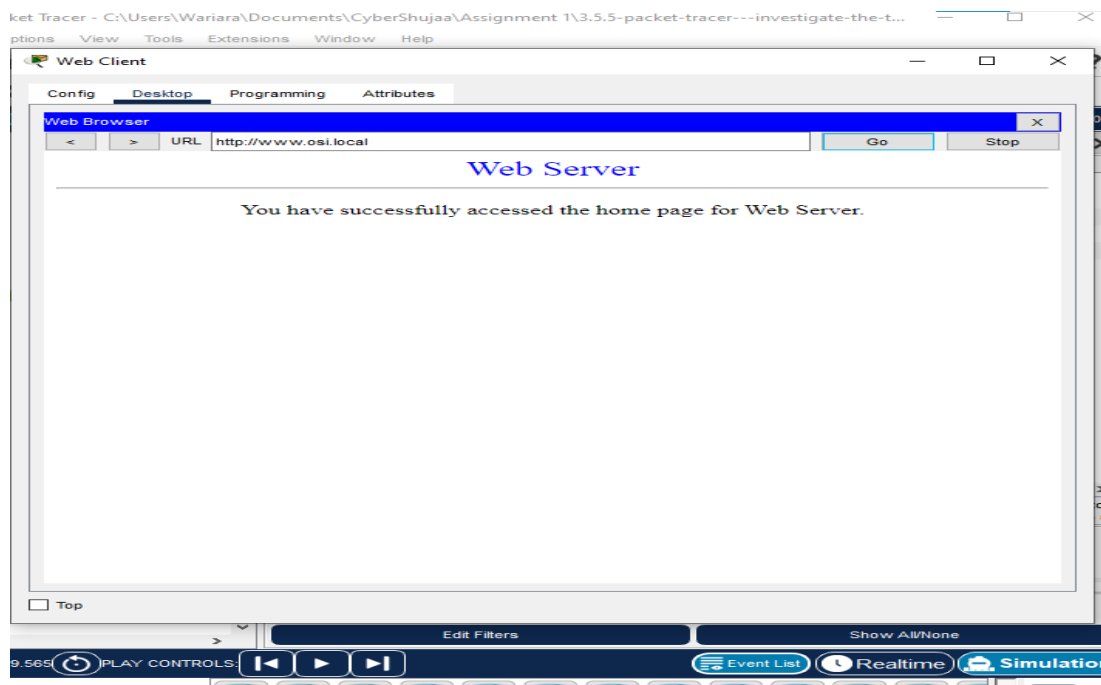 ket Tracer - C:\Users\Wariara\Documents\CyberShujaa\Assignment 1\3.5.5-packet-tracer---investigate-the-t...
ptions View Tools Extensions Window Help
Web Client
Config Desktop Programming Attributes
Web Browser X
< > URL http://www.osi.local Go Stop
Web Server
You have successfully accessed the home page for Web Server.
Top
Edit Filters Show All/None
9.565 PLAY CONTROLS: Event List Realtime Simulatio